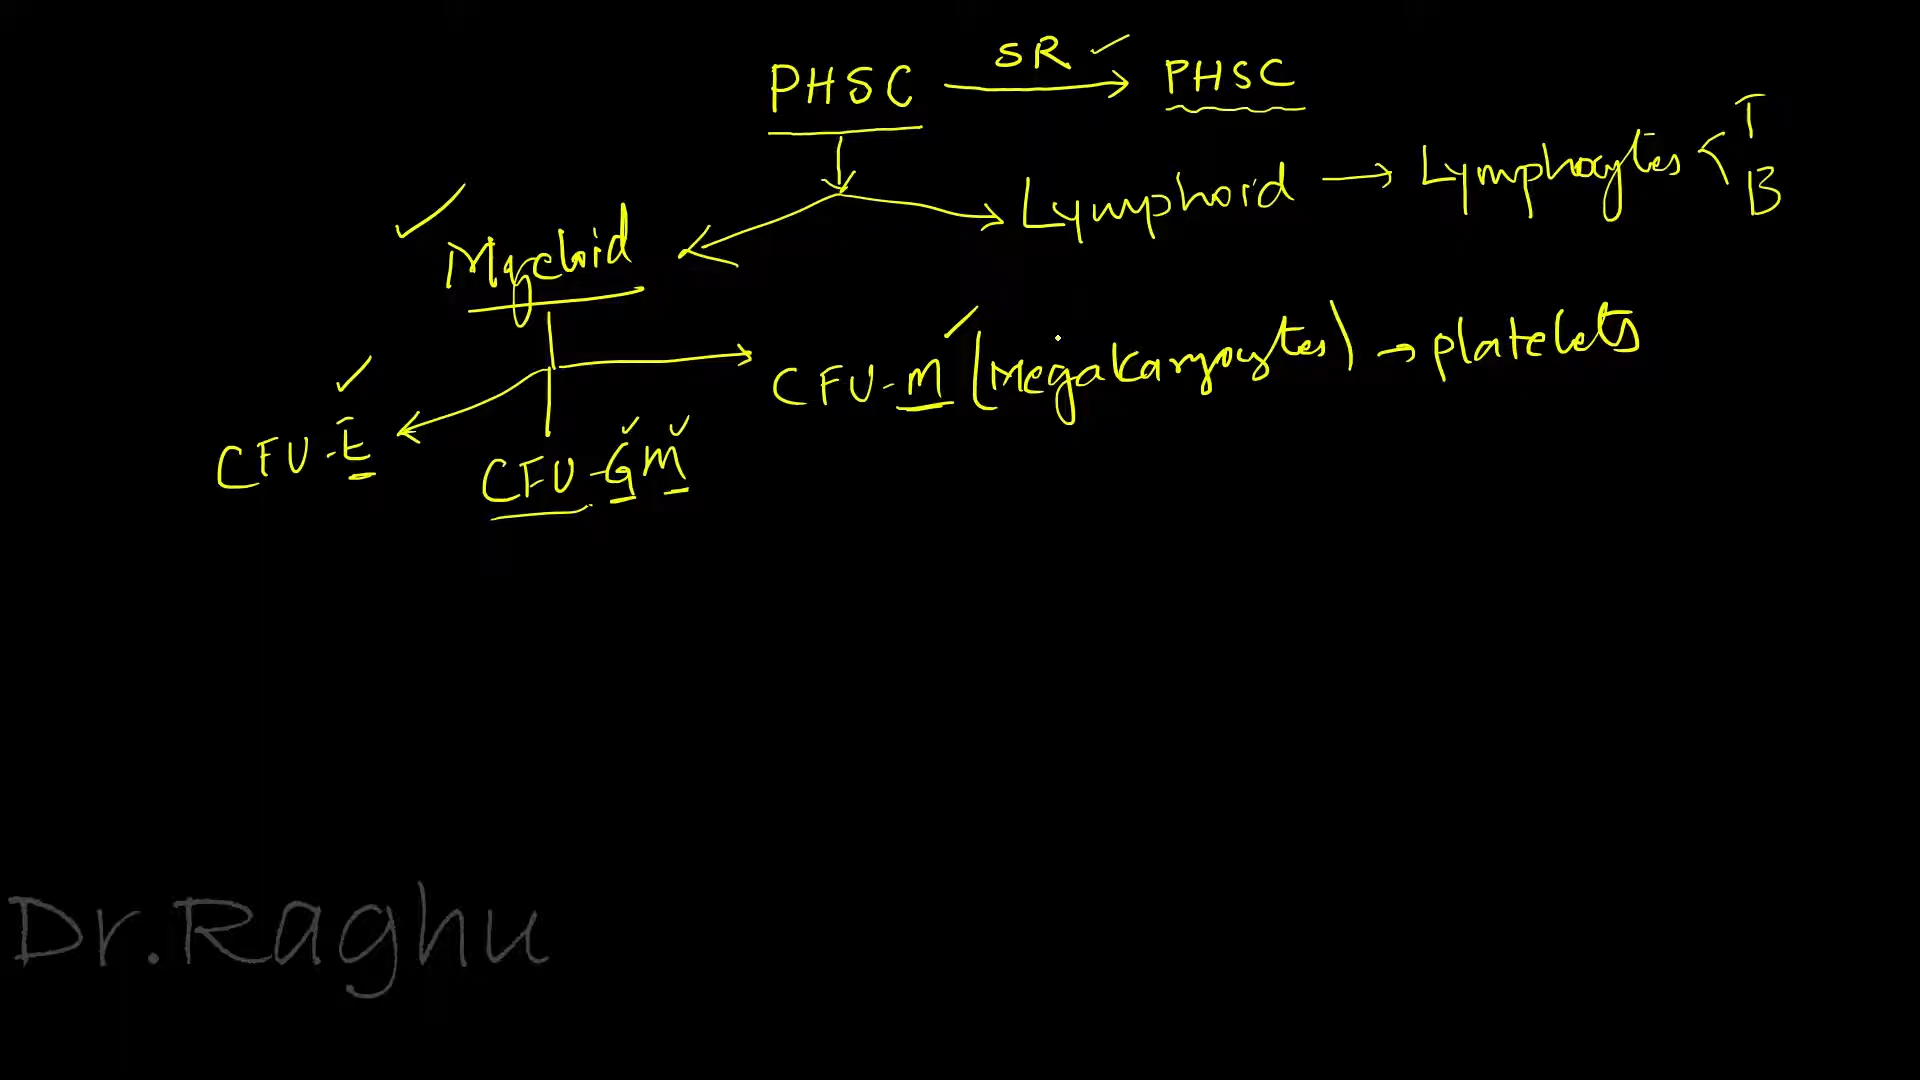 PHSC SR PHSC
Myeloid Lymphoid Lymphocytes T B
CFU-M (Megakaryocytes) platelets
CFU-E CFU-GM
Dr.Raghu